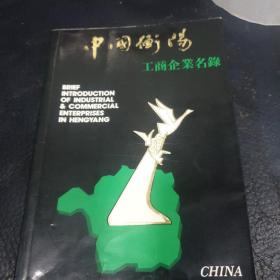 中國衡陽
工商企業名錄
BRIEF
INTRODUCTION
OF INDUSTRIAL
& COMMERCIAL
ENTERPRISES
IN HENGYANG
CHINA